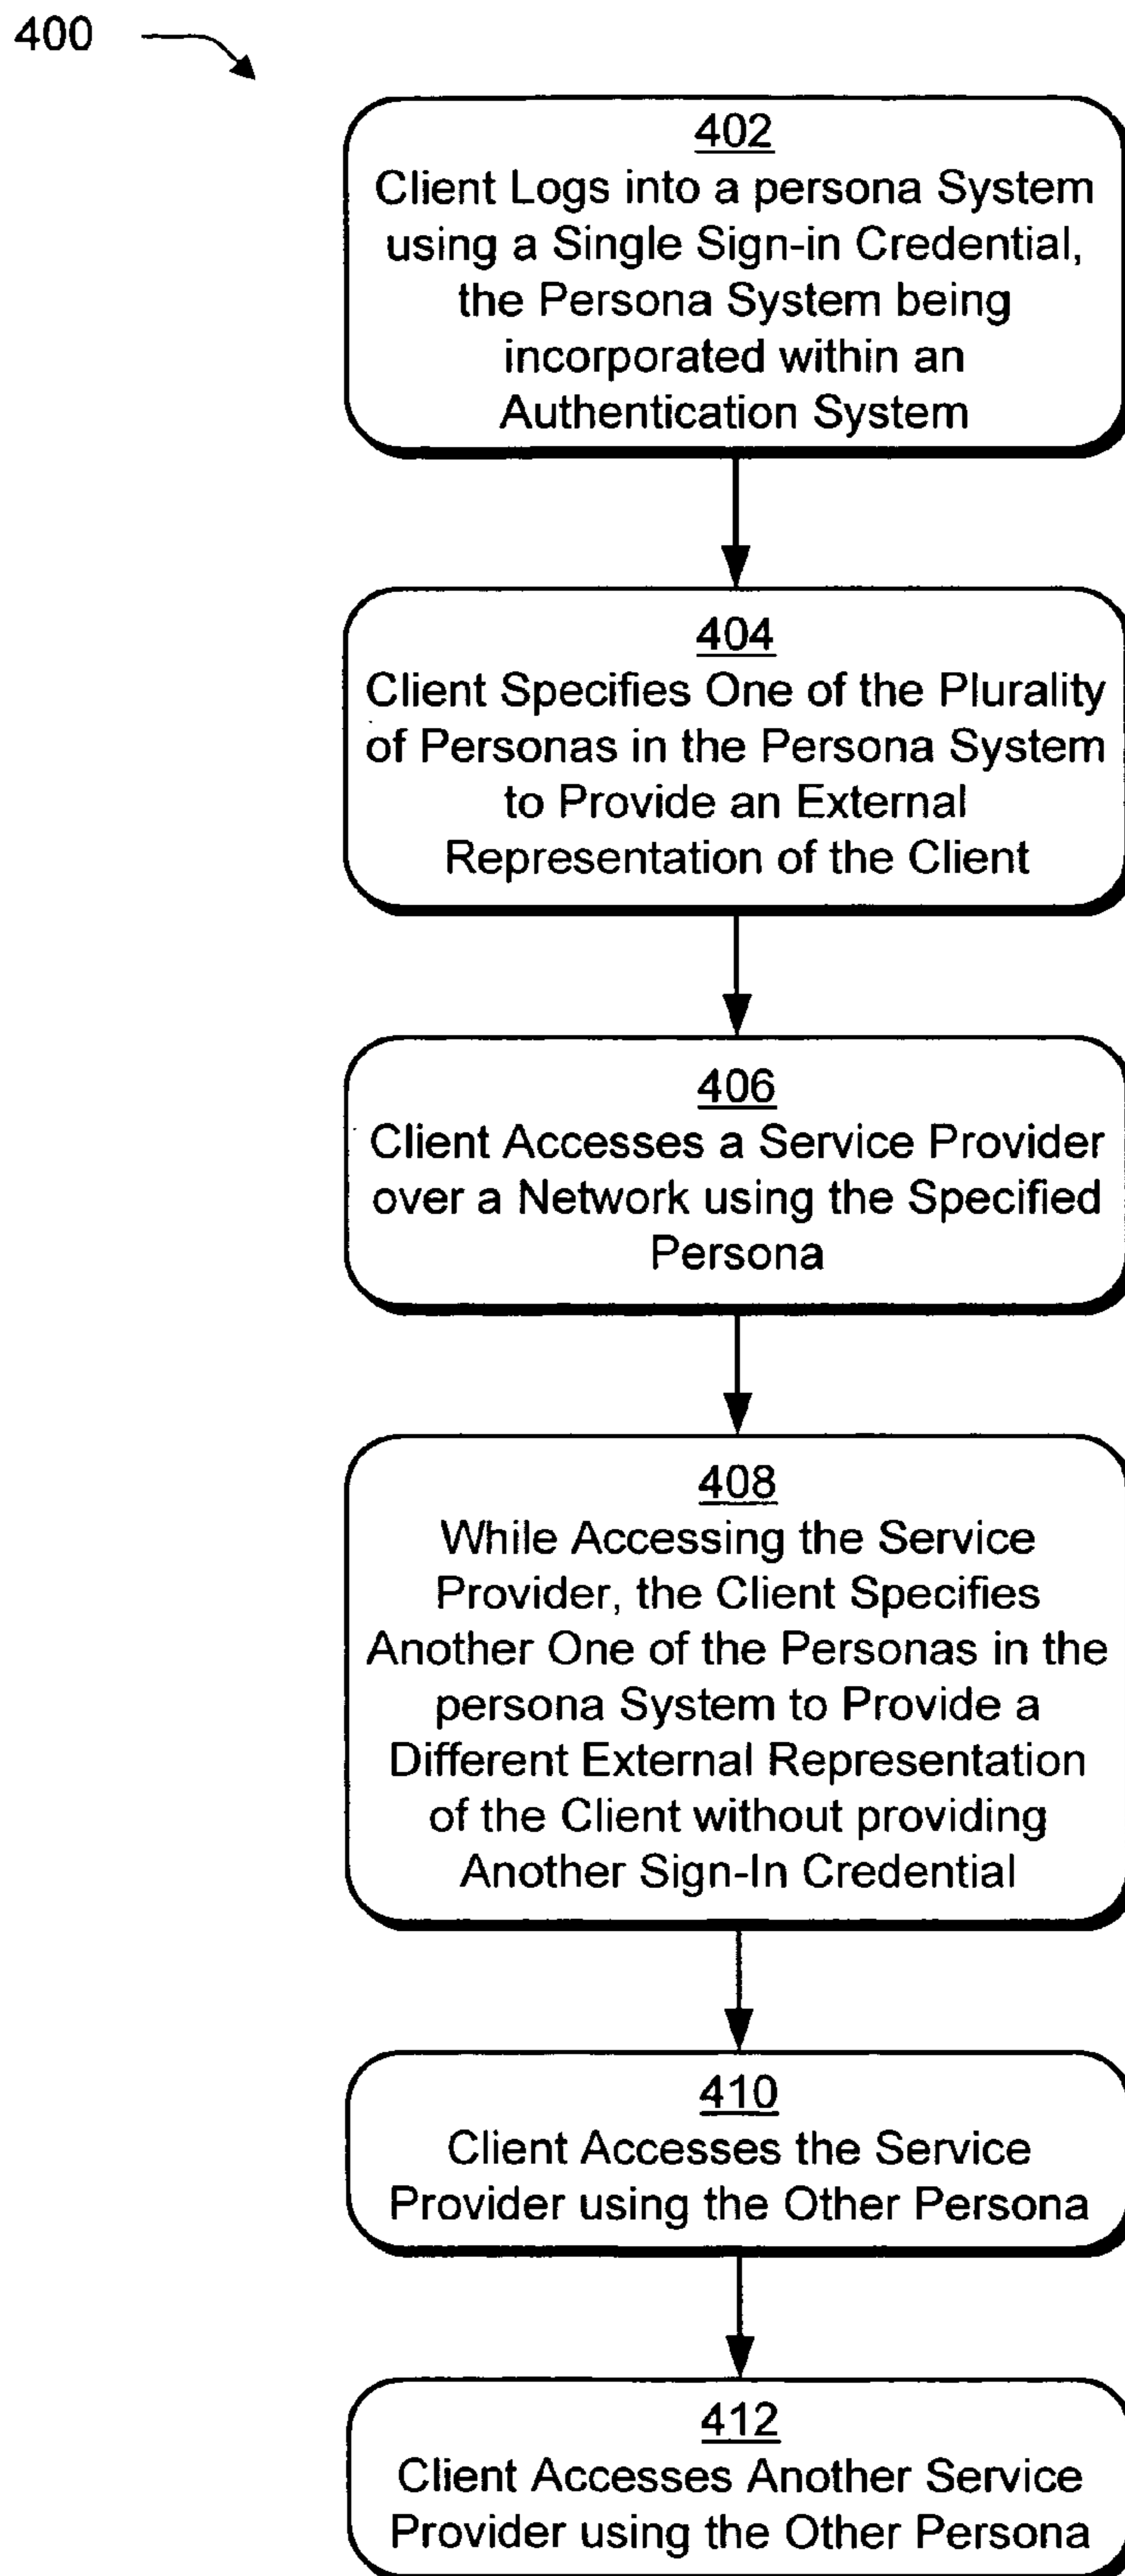 400
402
Client Logs into a persona System
using a Single Sign-in Credential,
the Persona System being
incorporated within an
Authentication System
404
Client Specifies One of the Plurality
of Personas in the Persona System
to Provide an External
Representation of the Client
406
Client Accesses a Service Provider
over a Network using the Specified
Persona
408
While Accessing the Service
Provider, the Client Specifies
Another One of the Personas in the
persona System to Provide a
Different External Representation
of the Client without providing
Another Sign-In Credential
410
Client Accesses the Service
Provider using the Other Persona
412
Client Accesses Another Service
Provider using the Other Persona